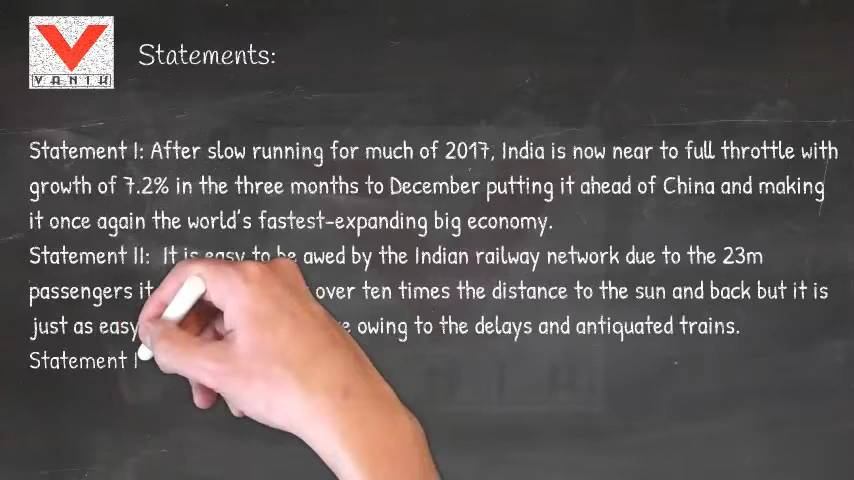 VANIK
Statements:
Statement I: After slow running for much of 2017, India is now near to full throttle with
growth of 7.2% in the three months to December putting it ahead of China and making
it once again the world's fastest-expanding big economy.
Statement II: It is easy to be awed by the Indian railway network due to the 23m
passengers it over ten times the distance to the sun and back but it is
just as easy owing to the delays and antiquated trains.
Statement I